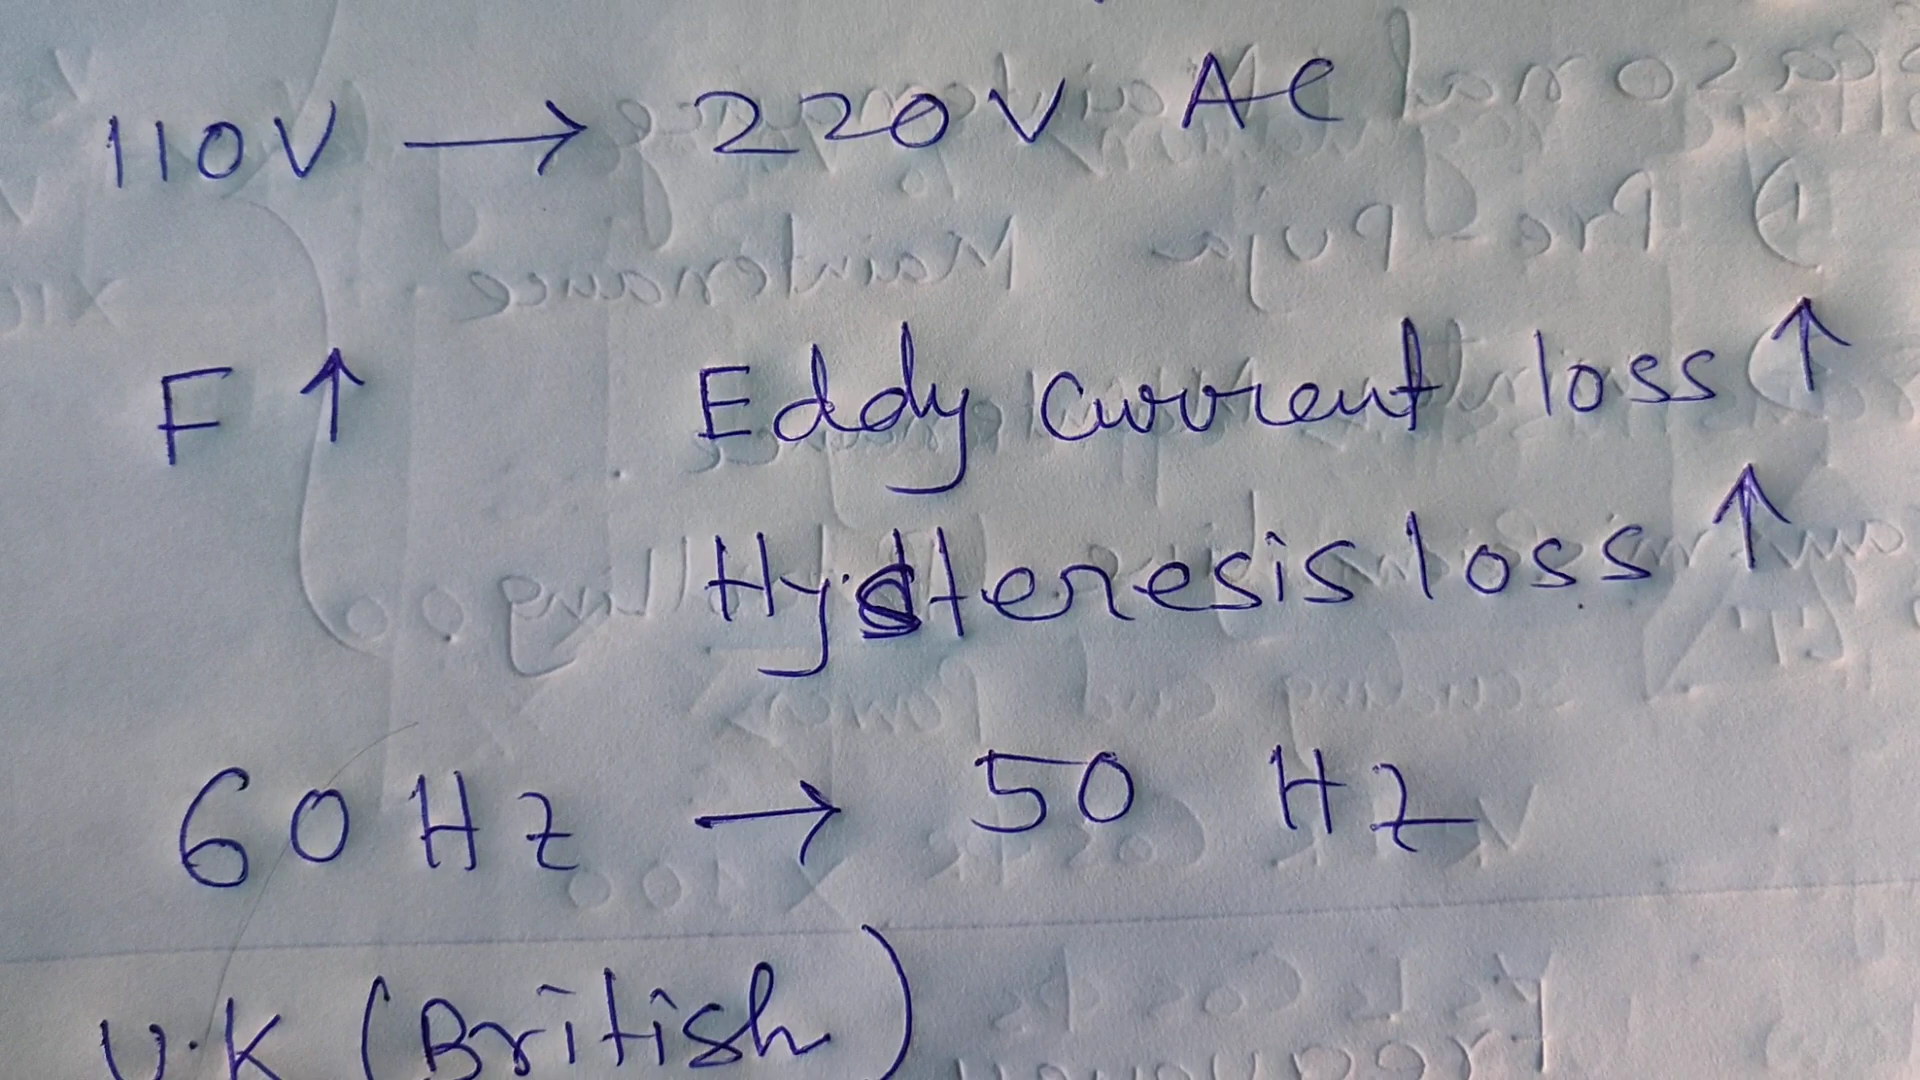 110V → 220V AC
F ↑ Eddy current loss ↑
Hysteresis loss ↑
60 Hz → 50 Hz
U.K (British)